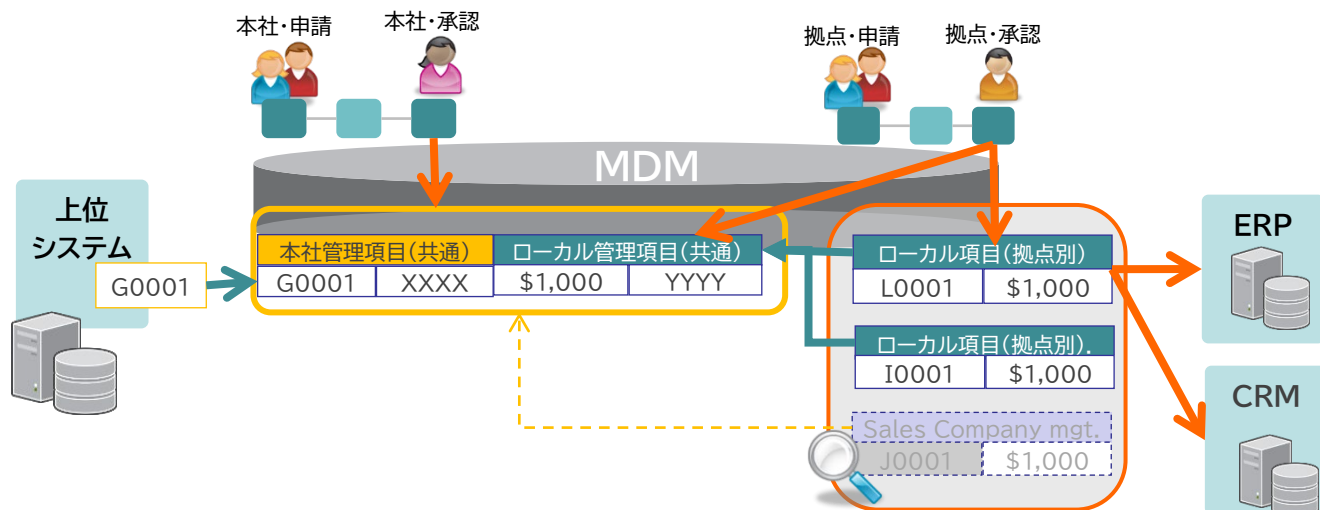 本社・申請
本社・承認
拠点・申請
拠点・承認
MDM
上位
システム
G0001
本社管理項目(共通)
ローカル管理項目(共通)
G0001
XXXX
$1,000
YYYY
ローカル項目(拠点別)
L0001
$1,000
ローカル項目(拠点別).
I0001
$1,000
Sales Company mgt.
J0001
$1,000
ERP
CRM